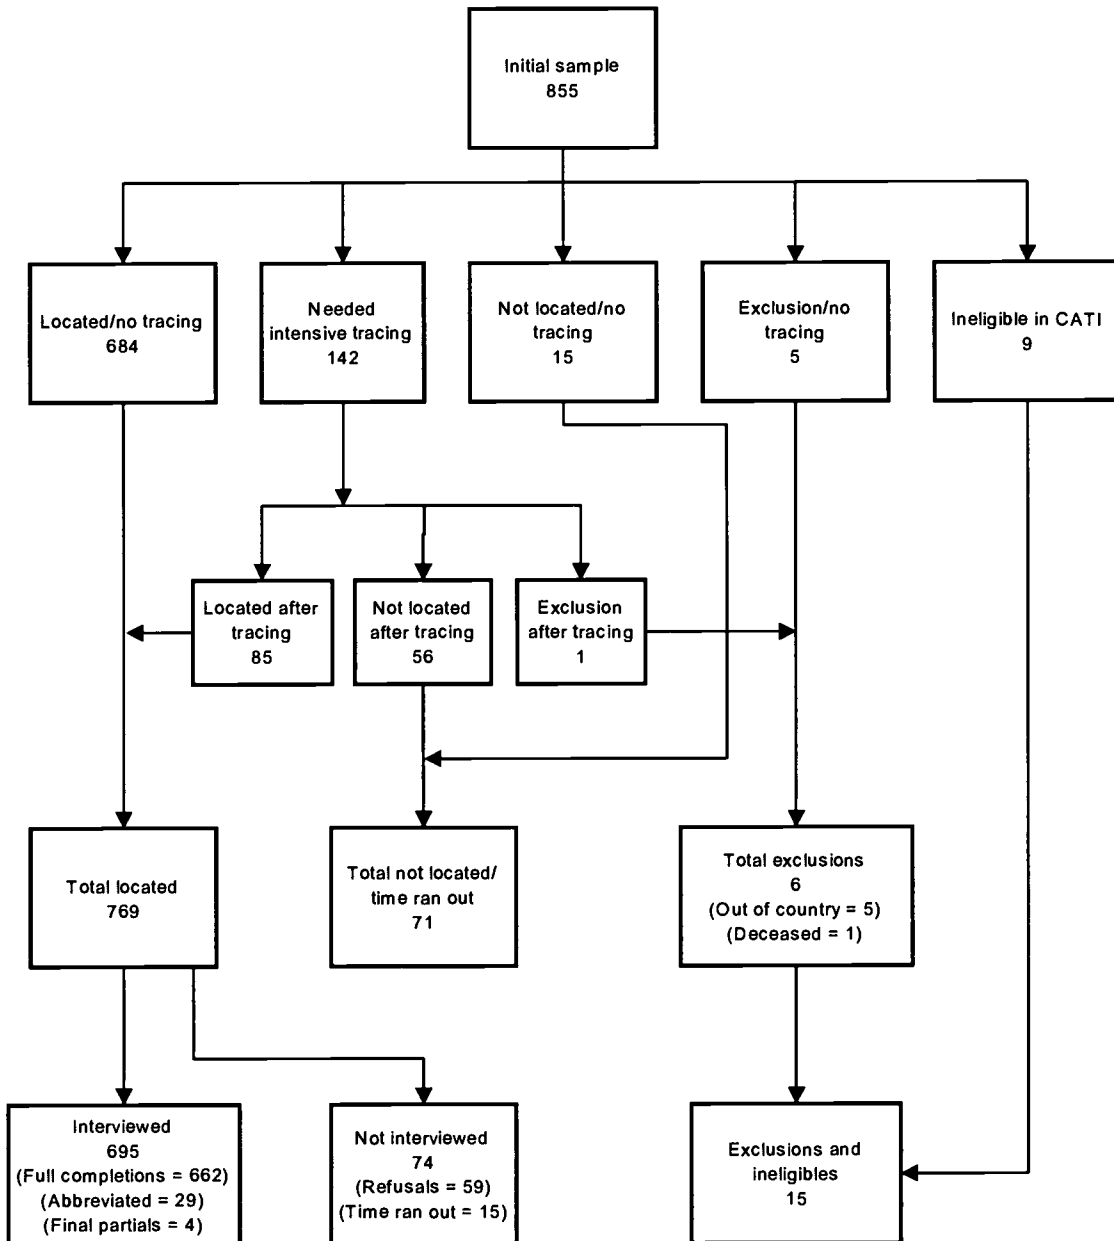 Initial sample
855
Located/no tracing
684
Needed
intensive tracing
142
Not located/no
tracing
15
Exclusion/no
tracing
5
Ineligible in CATI
9
Located after
tracing
85
Not located
after tracing
56
Exclusion
after tracing
1
Total located
769
Total not located/
time ran out
71
Total exclusions
6
(Out of country = 5)
(Deceased = 1)
Interviewed
695
(Full completions = 662)
(Abbreviated = 29)
(Final partials = 4)
Not interviewed
74
(Refusals = 59)
(Time ran out = 15)
Exclusions and
ineligibles
15